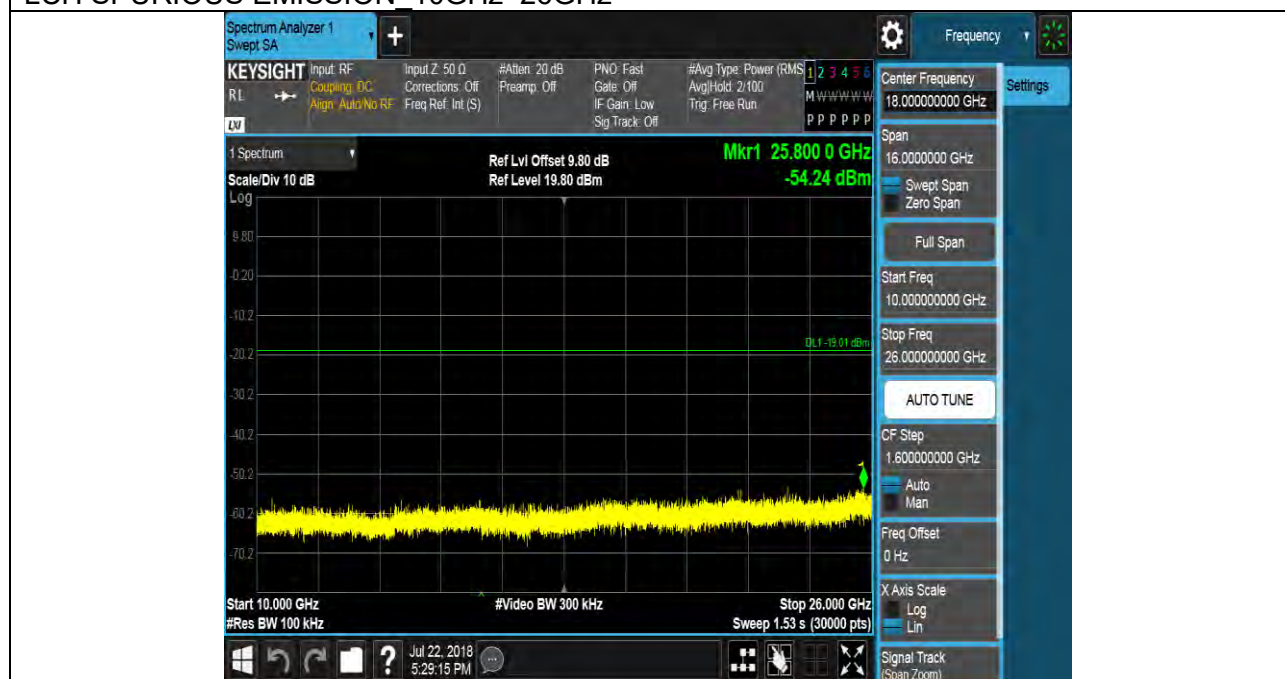 LCH SPURIOUS EMISSION_10GHZ~26GHZ
Spectrum Analyzer 1
Swept SA
+
Frequency
KEYSIGHT
RL
LXI
Input: RF
Coupling: DC
Align: Auto/No RF
Input Z: 50 Ω
Corrections: Off
Freq Ref: Int (S)
#Atten: 20 dB
Preamp: Off
PNO: Fast
Gate: Off
IF Gain: Low
Sig Track: Off
#Avg Type: Power (RMS
Avg|Hold: 2/100
Trig: Free Run
1 2 3 4 5 6
M W W W W W
P P P P P P
1 Spectrum
Scale/Div 10 dB
Log
Ref Lvl Offset 9.80 dB
Ref Level 19.80 dBm
Mkr1 25.800 0 GHz
-54.24 dBm
9.80
-0.20
-10.2
-20.2
-30.2
-40.2
-50.2
-60.2
-70.2
DL1 -19.01 dBm
1
Start 10.000 GHz
#Res BW 100 kHz
#Video BW 300 kHz
Stop 26.000 GHz
Sweep 1.53 s (30000 pts)
?
Jul 22, 2018
5:29:15 PM
Center Frequency
18.000000000 GHz
Span
16.0000000 GHz
Swept Span
Zero Span
Full Span
Start Freq
10.000000000 GHz
Stop Freq
26.000000000 GHz
AUTO TUNE
CF Step
1.600000000 GHz
Auto
Man
Freq Offset
0 Hz
X Axis Scale
Log
Lin
Signal Track
(Span Zoom)
Settings